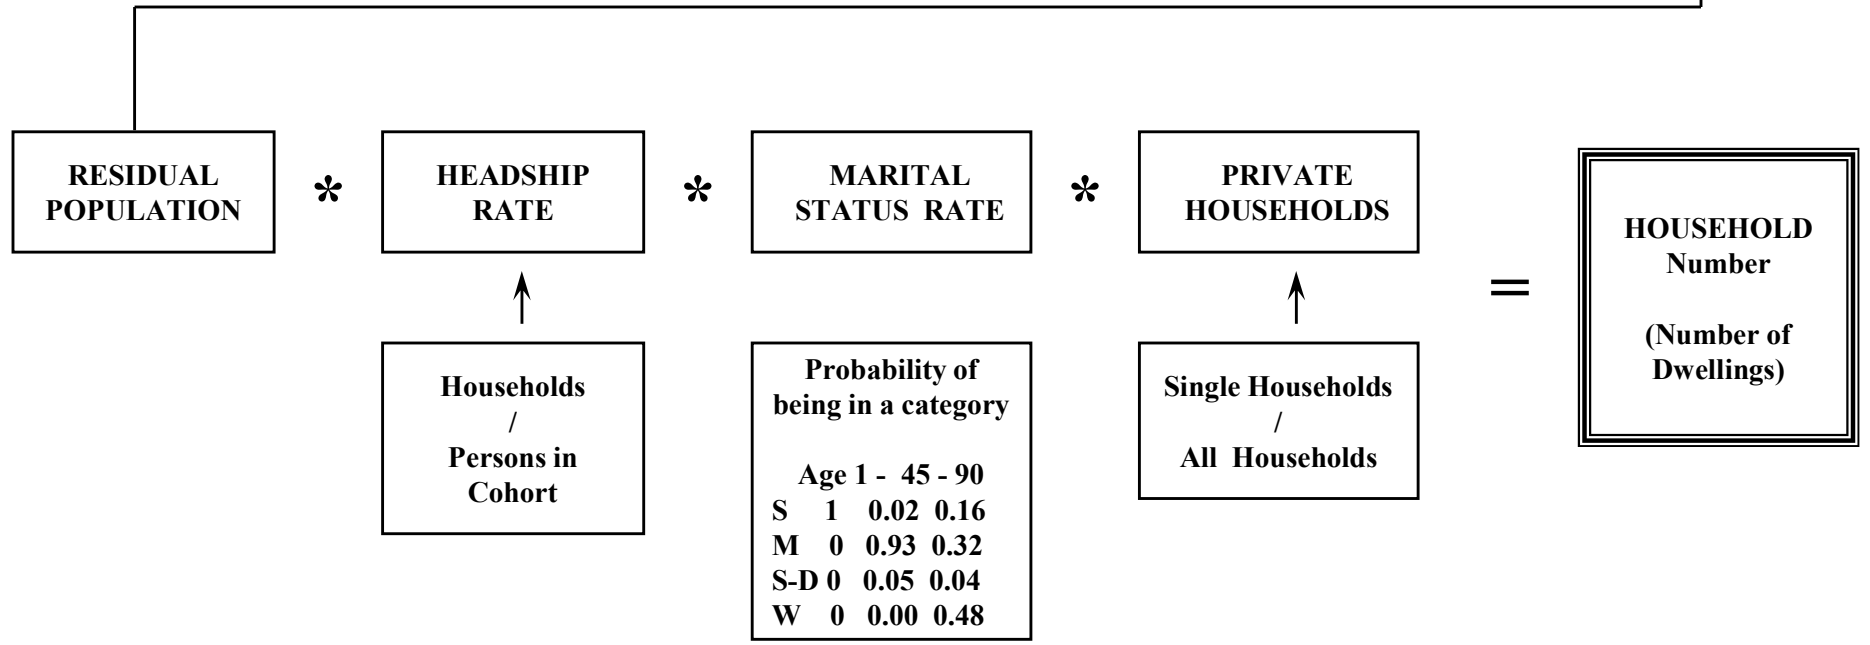 RESIDUAL
POPULATION
*
HEADSHIP
RATE
*
MARITAL
STATUS RATE
*
PRIVATE
HOUSEHOLDS
Households
/
Persons in
Cohort
Probability of
being in a category
Age 1 - 45 - 90
S 1 0.02 0.16
M 0 0.93 0.32
S-D 0 0.05 0.04
W 0 0.00 0.48
Single Households
/
All Households
=
HOUSEHOLD
Number
(Number of
Dwellings)